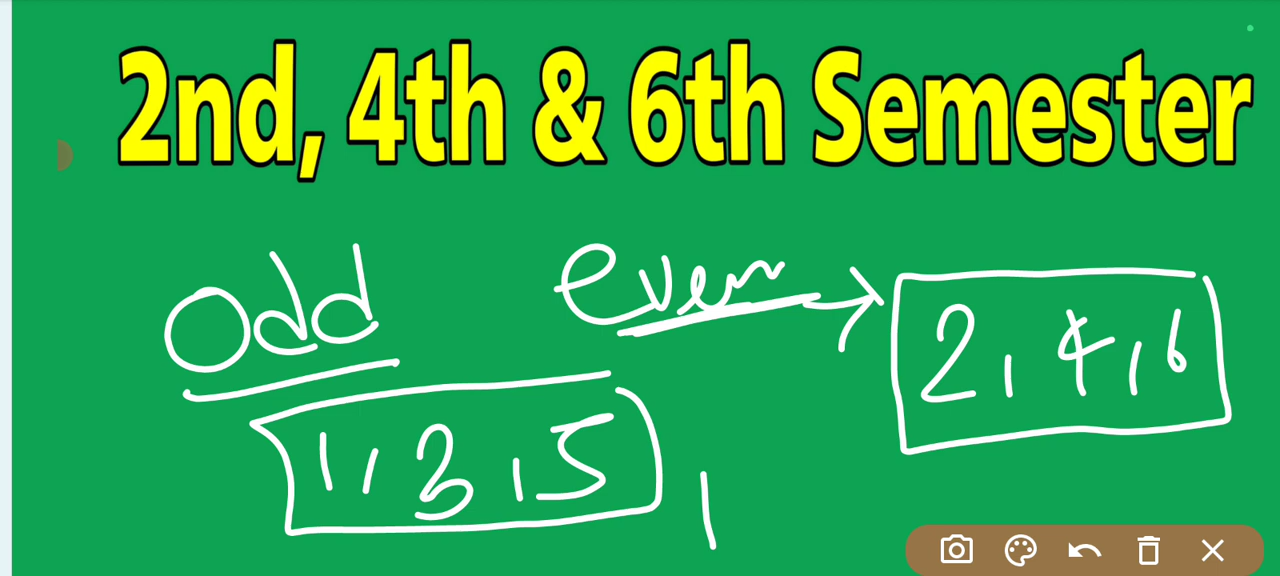 2nd, 4th & 6th Semester
odd
even → 2, 4, 6
1, 3, 5,